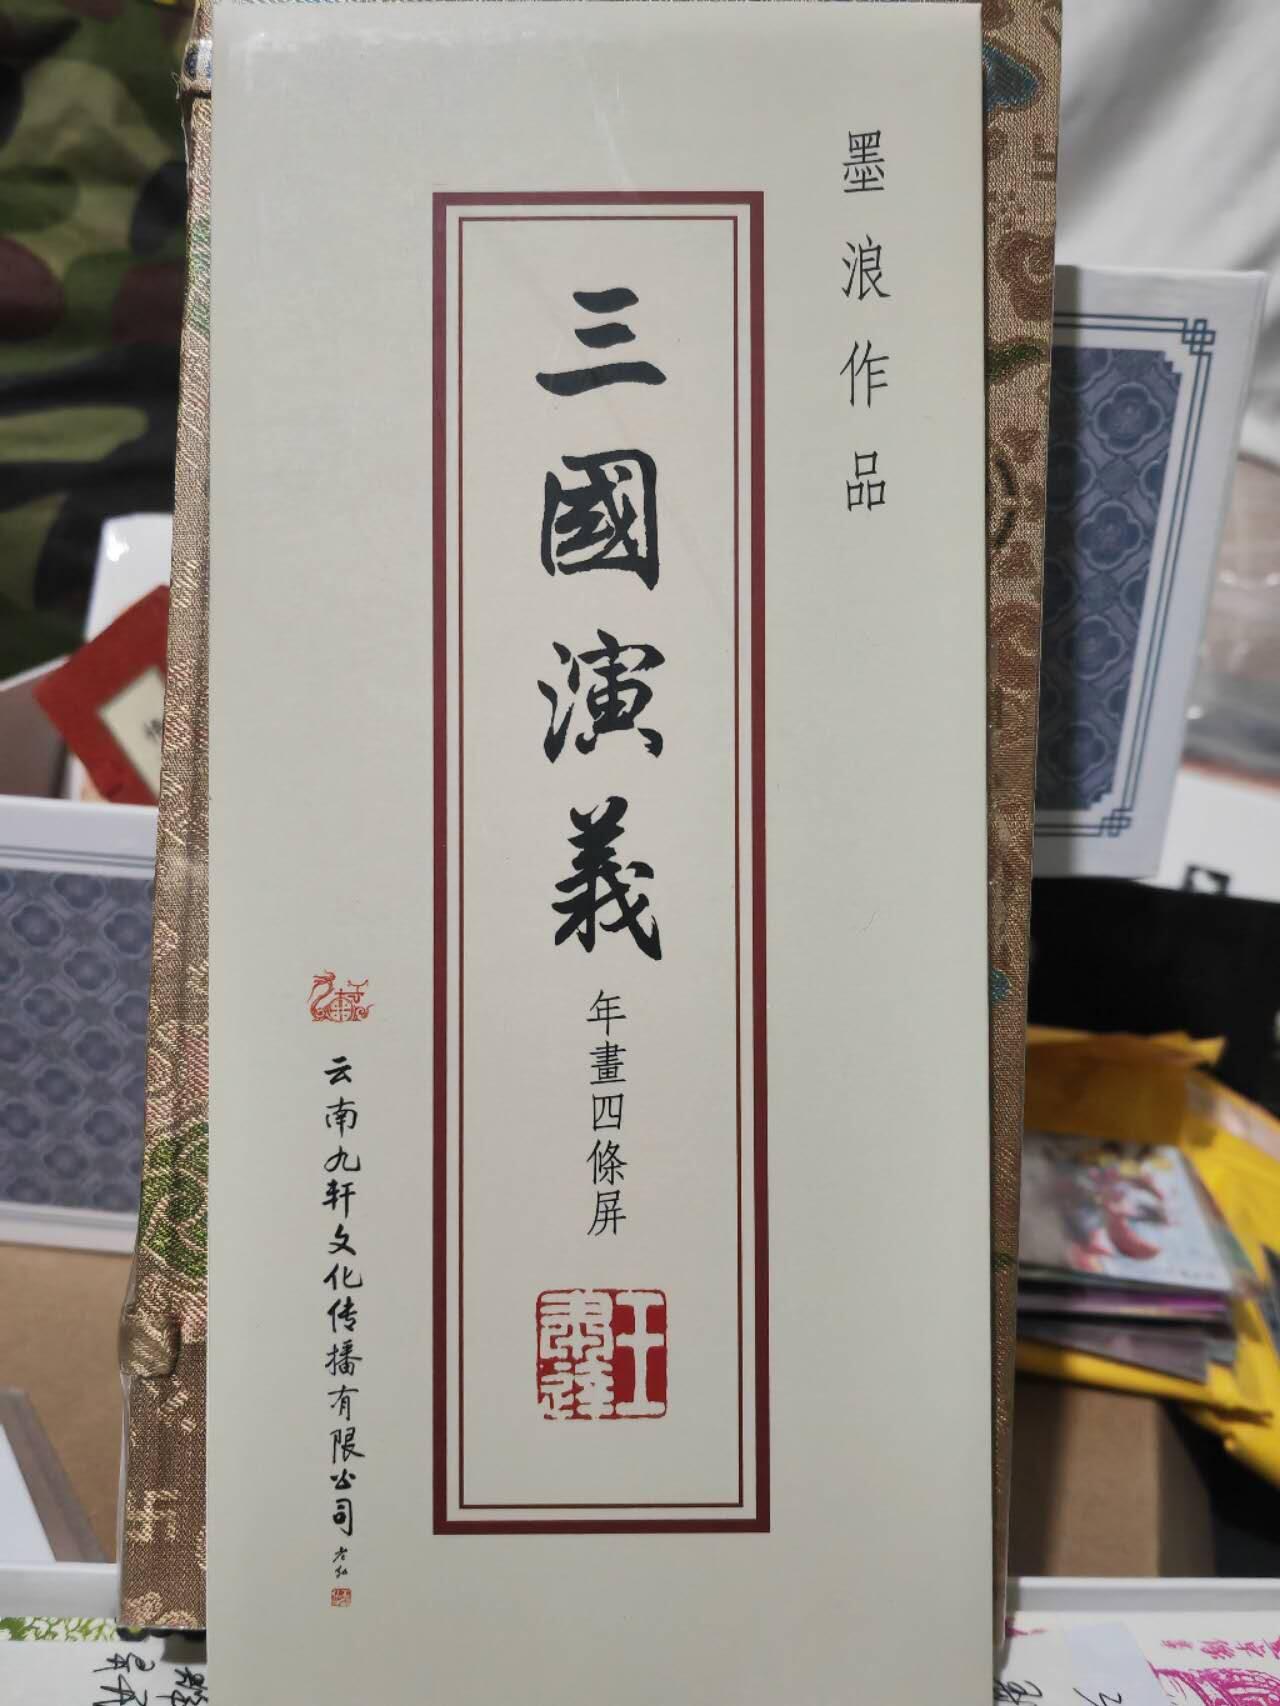 墨浪作品
三國演義
年畫四條屏
云南九轩文化传播有限公司